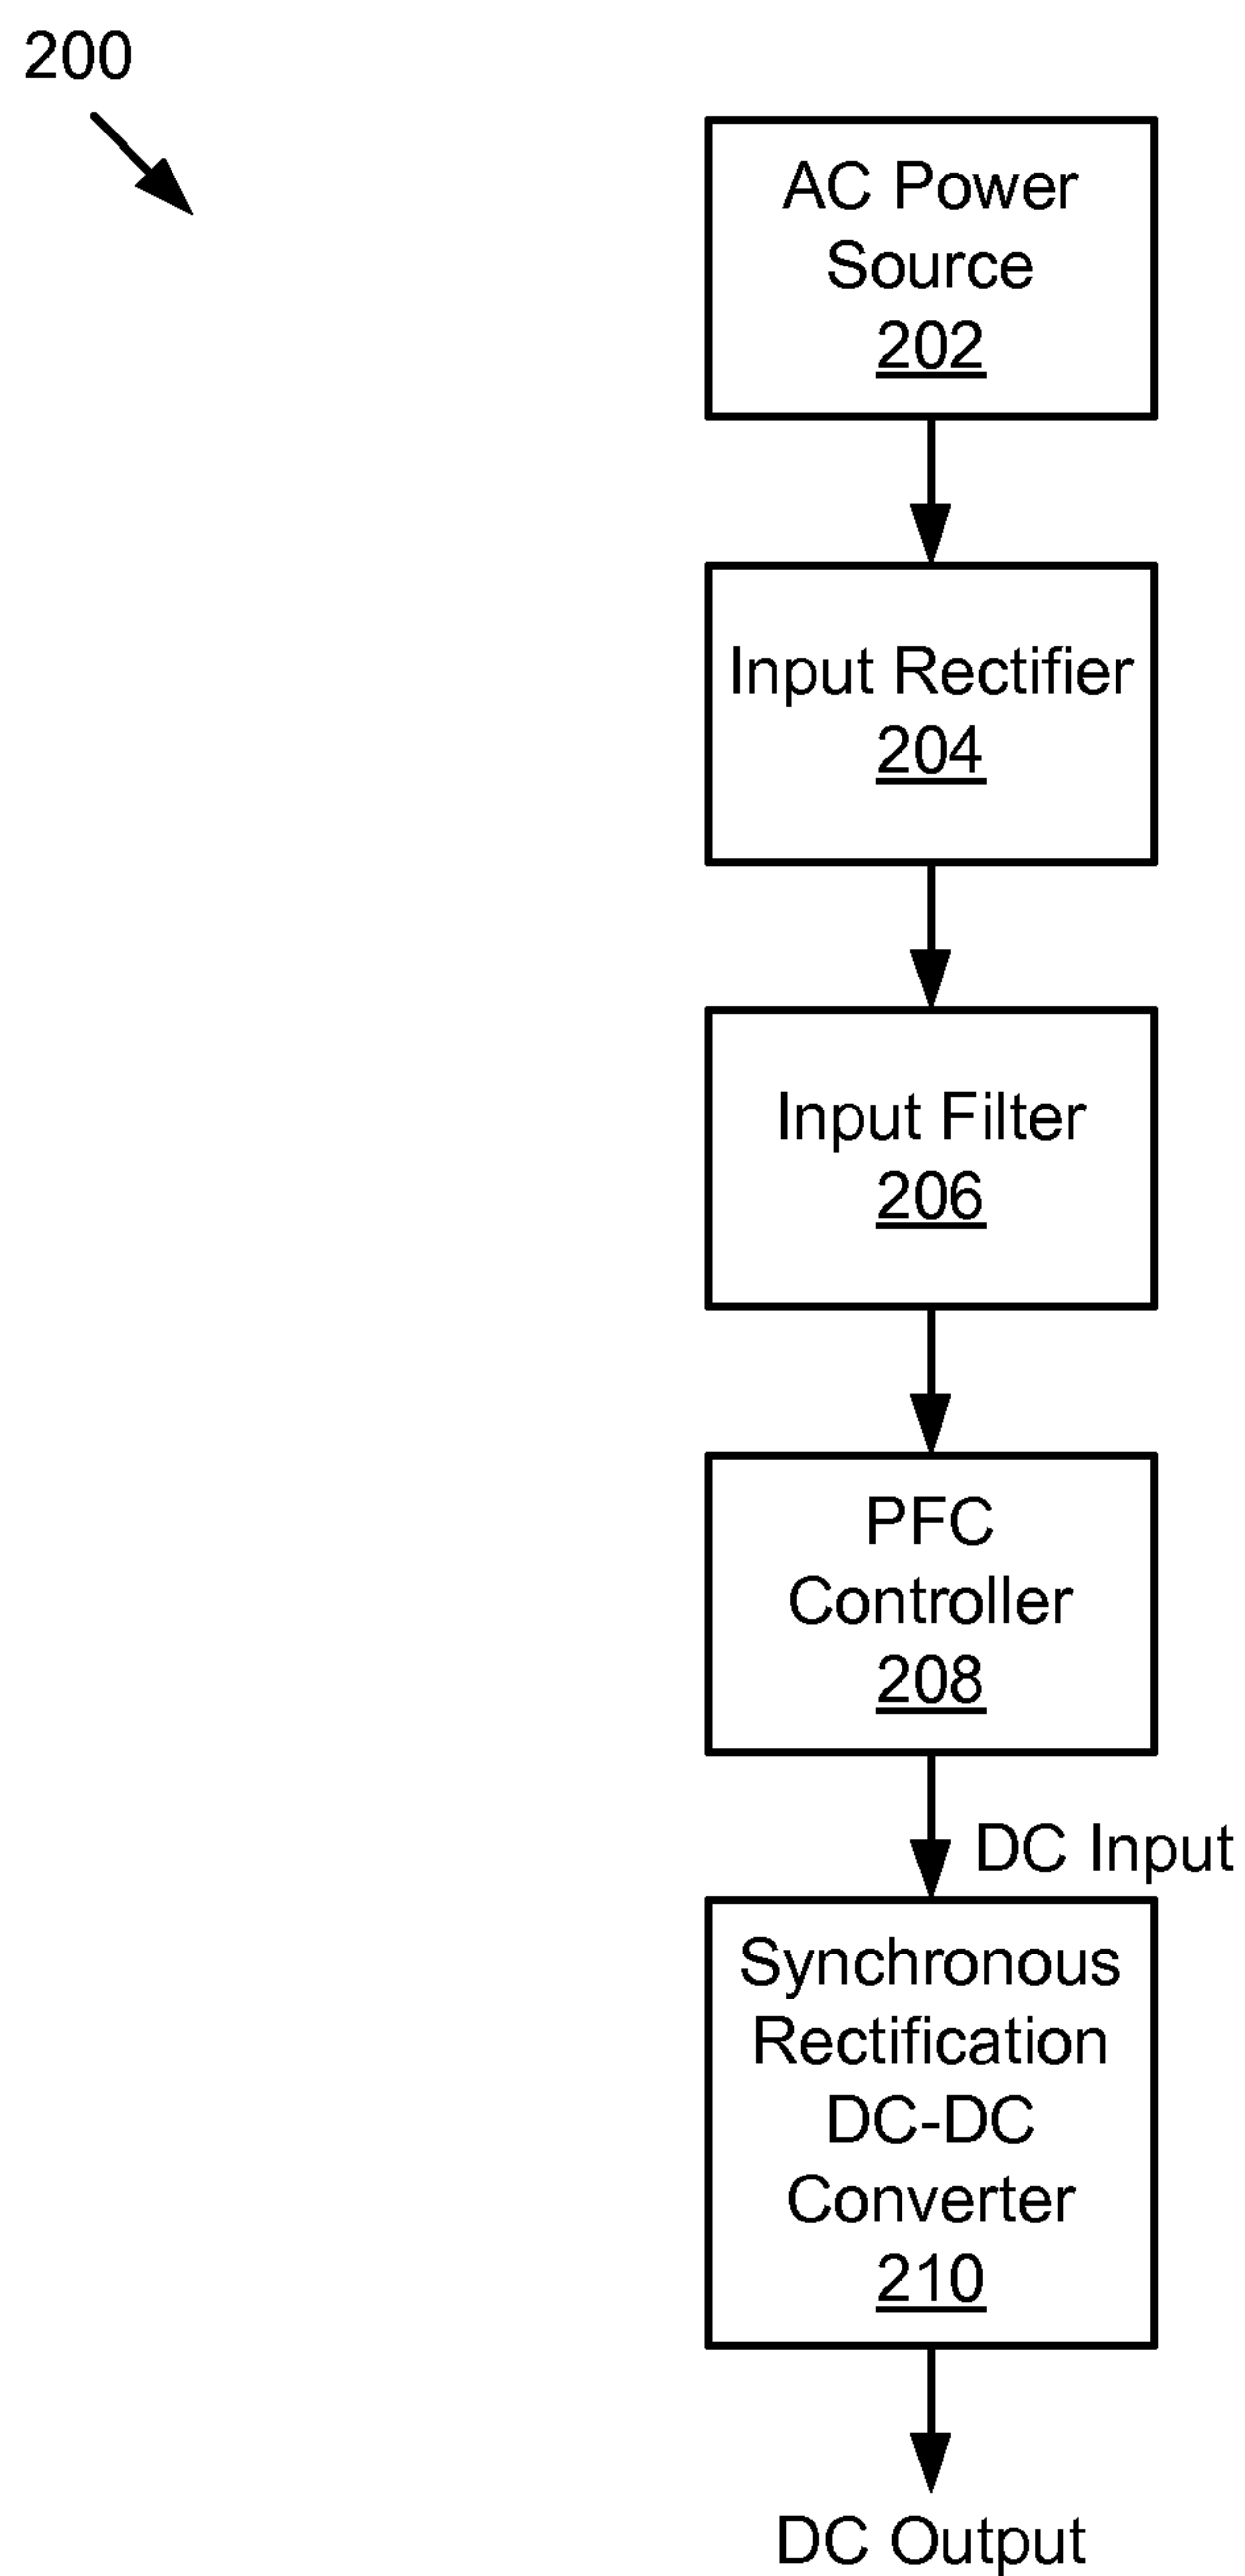 200
AC Power
Source
202
Input Rectifier
204
Input Filter
206
PFC
Controller
208
DC Input
Synchronous
Rectification
DC-DC
Converter
210
DC Output